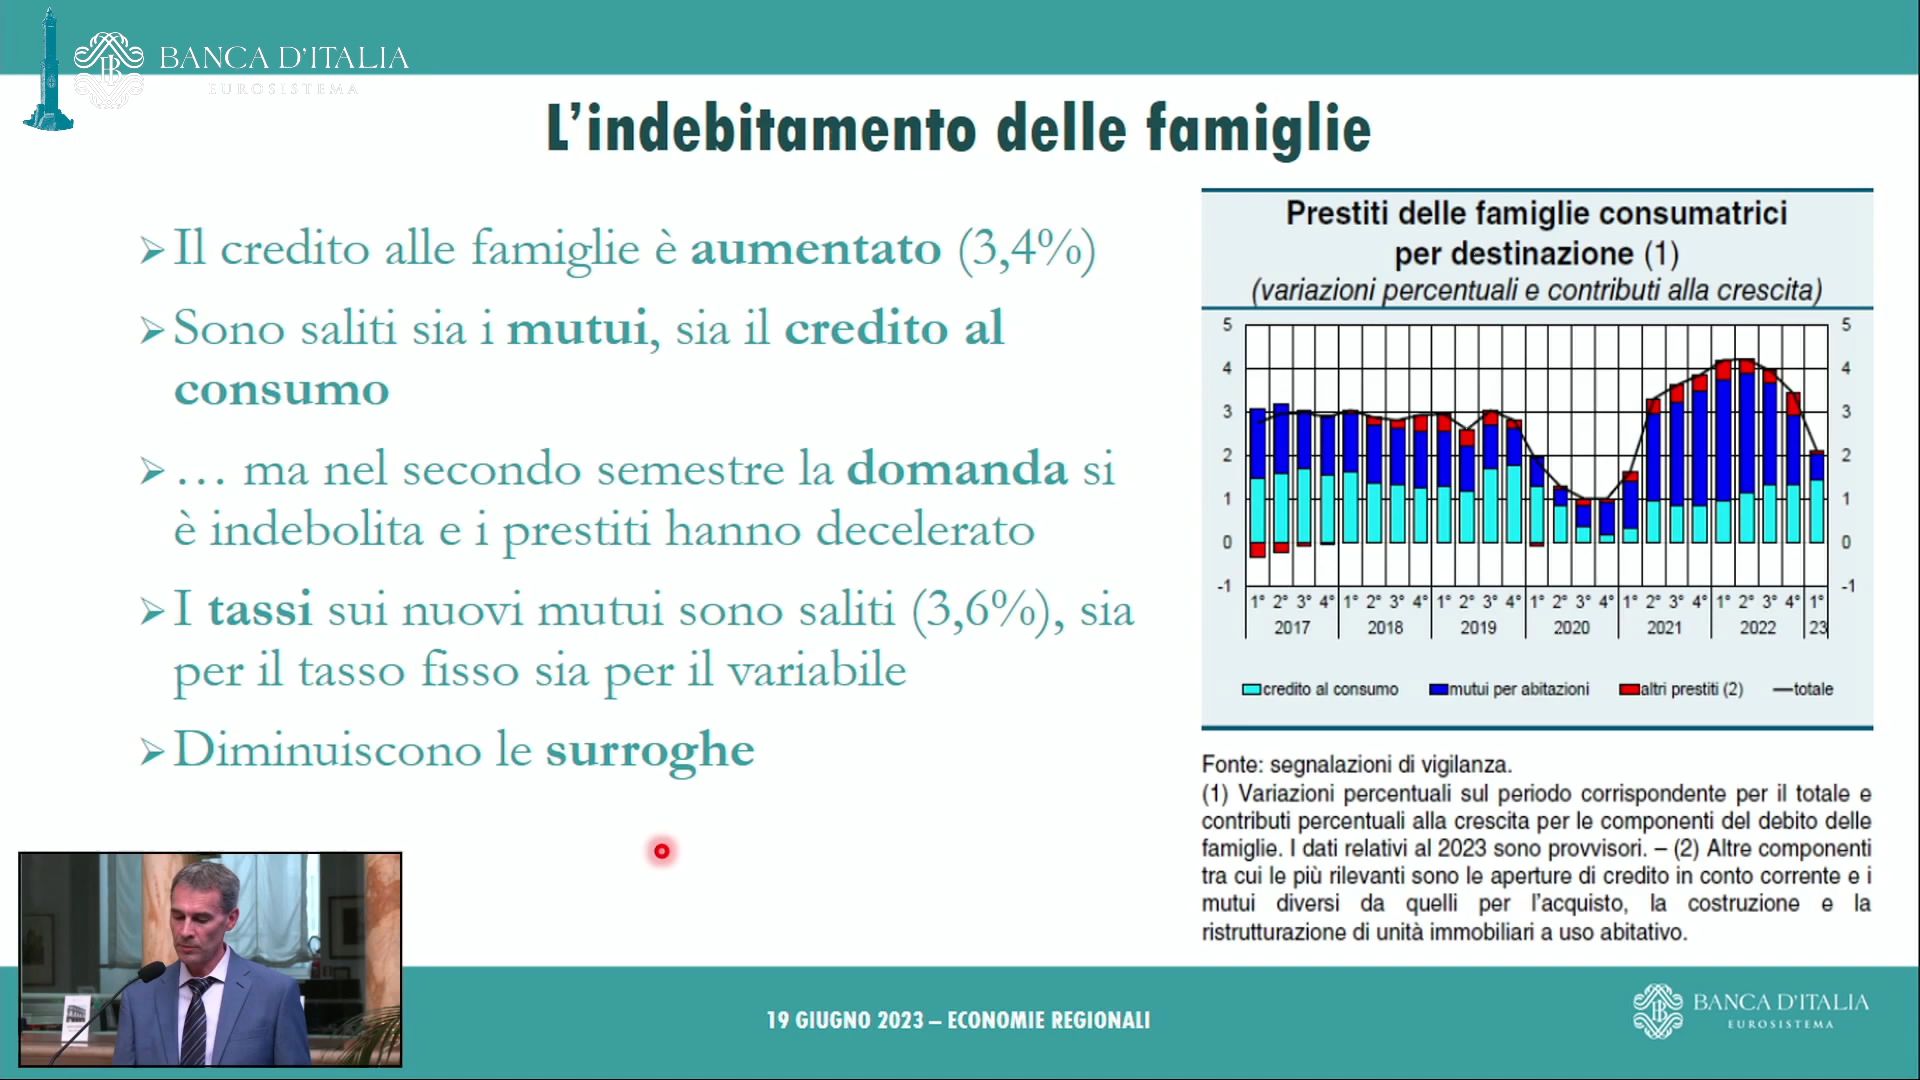 BANCA D'ITALIA
EUROSISTEMA
L'indebitamento delle famiglie
Il credito alle famiglie è aumentato (3,4%)
Sono saliti sia i mutui, sia il credito al
consumo
… ma nel secondo semestre la domanda si
è indebolita e i prestiti hanno decelerato
I tassi sui nuovi mutui sono saliti (3,6%), sia
per il tasso fisso sia per il variabile
Diminuiscono le surroghe
Prestiti delle famiglie consumatrici
per destinazione (1)
(variazioni percentuali e contributi alla crescita)
5 5
4 4
3 3
2 2
1 1
0 0
-1 -1
1° 2° 3° 4° 1° 2° 3° 4° 1° 2° 3° 4° 1° 2° 3° 4° 1° 2° 3° 4° 1° 2° 3° 4° 1°
2017 2018 2019 2020 2021 2022 23
credito al consumo mutui per abitazioni altri prestiti (2) totale
Fonte: segnalazioni di vigilanza.
(1) Variazioni percentuali sul periodo corrispondente per il totale e
contributi percentuali alla crescita per le componenti del debito delle
famiglie. I dati relativi al 2023 sono provvisori. – (2) Altre componenti
tra cui le più rilevanti sono le aperture di credito in conto corrente e i
mutui diversi da quelli per l'acquisto, la costruzione e la
ristrutturazione di unità immobiliari a uso abitativo.
19 GIUGNO 2023 – ECONOMIE REGIONALI
BANCA D'ITALIA
EUROSISTEMA